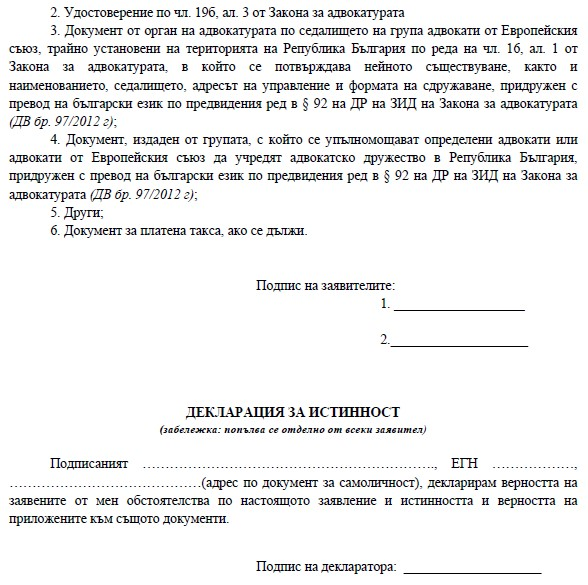 2. Удостоверение по чл. 19б, ал. 3 от Закона за адвокатурата
3. Документ от орган на адвокатурата по седалището на група адвокати от Европейския
съюз, трайно установени на територията на Република България по реда на чл. 16, ал. 1 от
Закона за адвокатурата, в който се потвърждава нейното съществуване, както и
наименованието, седалището, адресът на управление и формата на сдружаване, придружен с
превод на български език по предвидения ред в § 92 на ДР на ЗИД на Закона за адвокатурата
(ДВ бр. 97/2012 г);
4. Документ, издаден от групата, с който се упълномощават определени адвокати или
адвокати от Европейския съюз да учредят адвокатско дружество в Република България,
придружен с превод на български език по предвидения ред в § 92 на ДР на ЗИД на Закона за
адвокатурата (ДВ бр. 97/2012 г);
5. Други;
6. Документ за платена такса, ако се дължи.
Подпис на заявителите:
1. ____________________
2._____________________
ДЕКЛАРАЦИЯ ЗА ИСТИННОСТ
(забележка: попълва се отделно от всеки заявител)
Подписаният ……………………………………………………., ЕГН ………………,
……………………………………(адрес по документ за самоличност), декларирам верността на
заявените от мен обстоятелства по настоящото заявление и истинността и верността на
приложените към същото документи.
Подпис на декларатора: _____________________